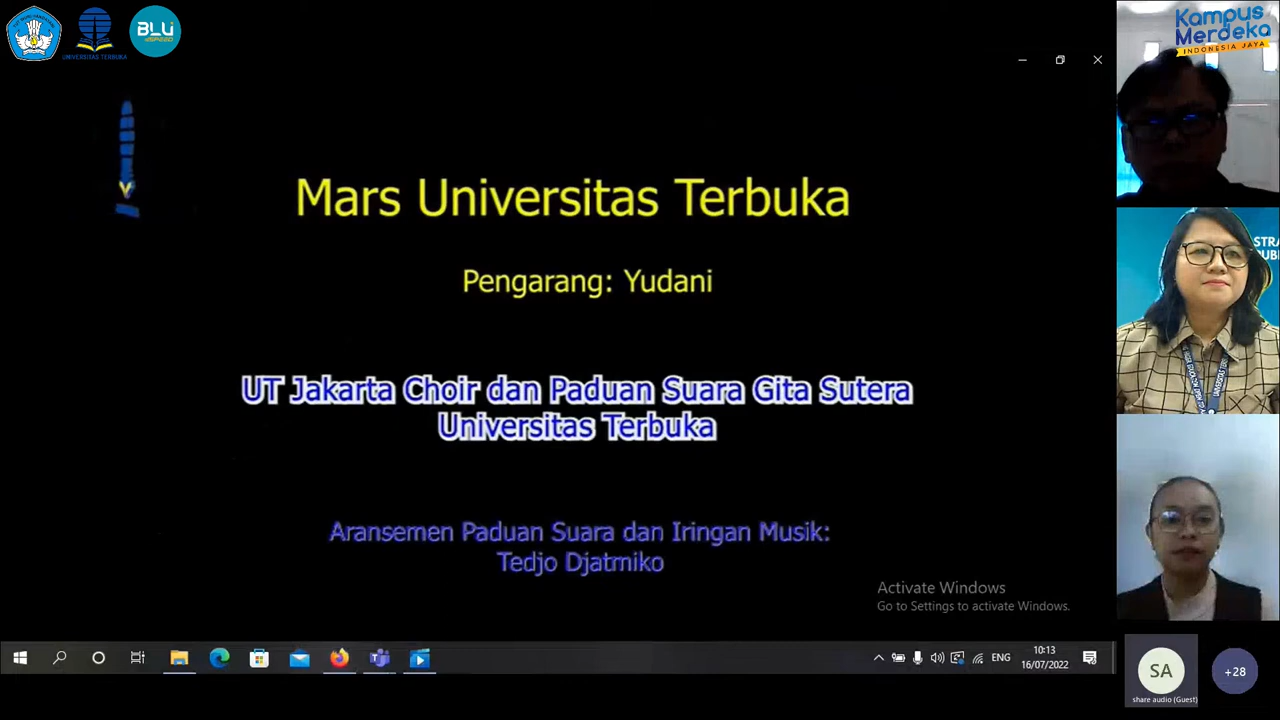 UNIVERSITAS TERBUKA
BLU
SPEED
Kampus
Merdeka
INDONESIA JAYA
Mars Universitas Terbuka
Pengarang: Yudani
UT Jakarta Choir dan Paduan Suara Gita Sutera
Universitas Terbuka
Aransemen Paduan Suara dan Iringan Musik:
Tedjo Djatmiko
Activate Windows
Go to Settings to activate Windows.
ENG
10:13
16/07/2022
SA
+28
share audio (Guest)